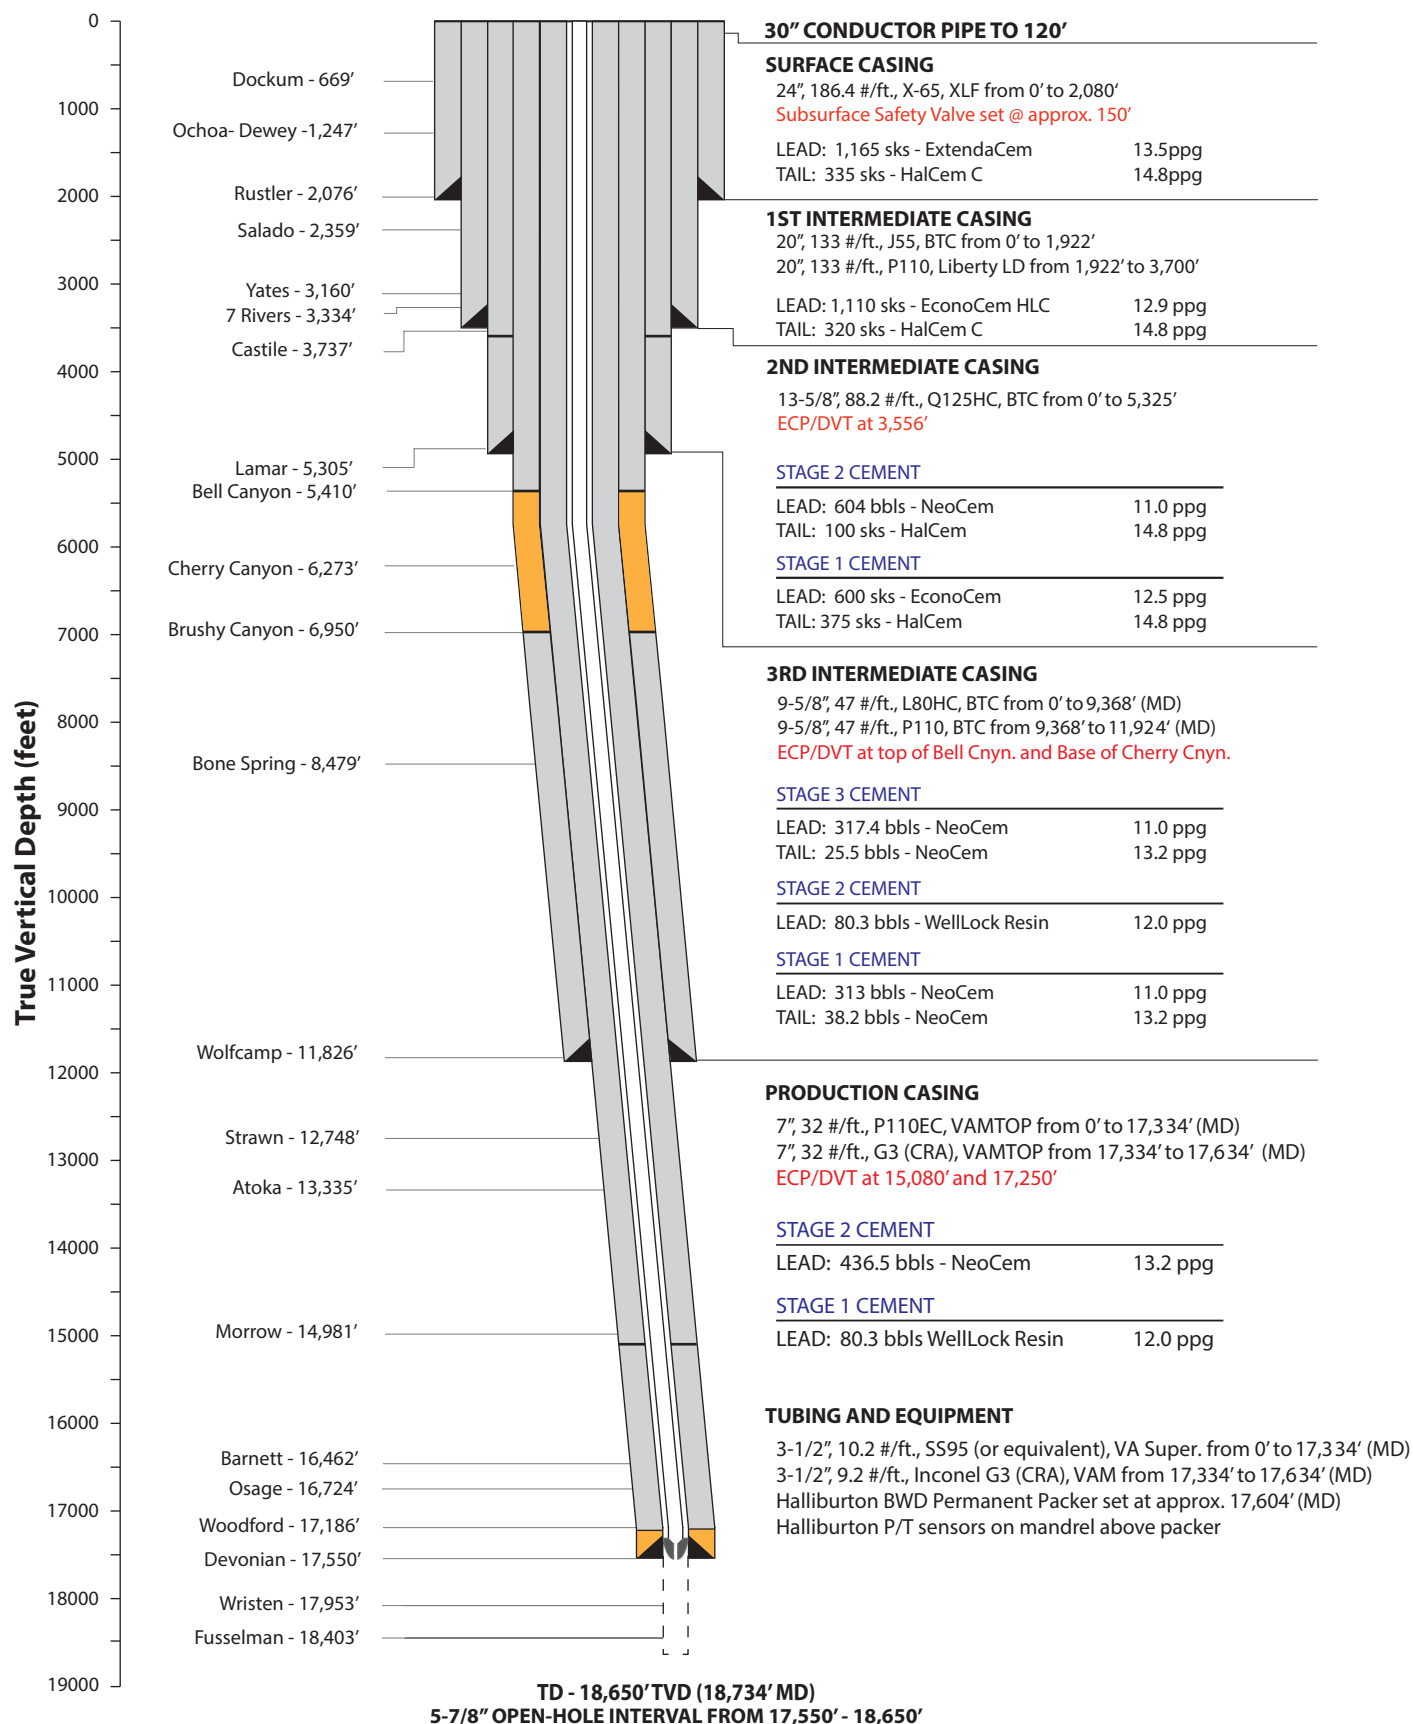 True Vertical Depth (feet)
0
1000
2000
3000
4000
5000
6000
7000
8000
9000
10000
11000
12000
13000
14000
15000
16000
17000
18000
19000
Dockum - 669’
Ochoa- Dewey -1,247’
Rustler - 2,076’
Salado - 2,359’
Yates - 3,160’
7 Rivers - 3,334’
Castile - 3,737’
Lamar - 5,305’
Bell Canyon - 5,410’
Cherry Canyon - 6,273’
Brushy Canyon - 6,950’
Bone Spring - 8,479’
Wolfcamp - 11,826’
Strawn - 12,748’
Atoka - 13,335’
Morrow - 14,981’
Barnett - 16,462’
Osage - 16,724’
Woodford - 17,186’
Devonian - 17,550’
Wristen - 17,953’
Fusselman - 18,403’
30” CONDUCTOR PIPE TO 120’
SURFACE CASING
24”, 186.4 #/ft., X-65, XLF from 0’ to 2,080‘
Subsurface Safety Valve set @ approx. 150’
LEAD: 1,165 sks - ExtendaCem 13.5ppg
TAIL: 335 sks - HalCem C 14.8ppg
1ST INTERMEDIATE CASING
20”, 133 #/ft., J55, BTC from 0’ to 1,922’
20”, 133 #/ft., P110, Liberty LD from 1,922’ to 3,700’
LEAD: 1,110 sks - EconoCem HLC 12.9 ppg
TAIL: 320 sks - HalCem C 14.8 ppg
2ND INTERMEDIATE CASING
13-5/8”, 88.2 #/ft., Q125HC, BTC from 0’ to 5,325’
ECP/DVT at 3,556’
STAGE 2 CEMENT
LEAD: 604 bbls - NeoCem 11.0 ppg
TAIL: 100 sks - HalCem 14.8 ppg
STAGE 1 CEMENT
LEAD: 600 sks - EconoCem 12.5 ppg
TAIL: 375 sks - HalCem 14.8 ppg
3RD INTERMEDIATE CASING
9-5/8”, 47 #/ft., L80HC, BTC from 0’ to 9,368’ (MD)
9-5/8”, 47 #/ft., P110, BTC from 9,368’ to 11,924‘ (MD)
ECP/DVT at top of Bell Cnyn. and Base of Cherry Cnyn.
STAGE 3 CEMENT
LEAD: 317.4 bbls - NeoCem 11.0 ppg
TAIL: 25.5 bbls - NeoCem 13.2 ppg
STAGE 2 CEMENT
LEAD: 80.3 bbls - WellLock Resin 12.0 ppg
STAGE 1 CEMENT
LEAD: 313 bbls - NeoCem 11.0 ppg
TAIL: 38.2 bbls - NeoCem 13.2 ppg
PRODUCTION CASING
7”, 32 #/ft., P110EC, VAMTOP from 0’ to 17,334’ (MD)
7”, 32 #/ft., G3 (CRA), VAMTOP from 17,334’ to 17,634’ (MD)
ECP/DVT at 15,080’ and 17,250’
STAGE 2 CEMENT
LEAD: 436.5 bbls - NeoCem 13.2 ppg
STAGE 1 CEMENT
LEAD: 80.3 bbls WellLock Resin 12.0 ppg
TUBING AND EQUIPMENT
3-1/2”, 10.2 #/ft., SS95 (or equivalent), VA Super. from 0’ to 17,334‘ (MD)
3-1/2”, 9.2 #/ft., Inconel G3 (CRA), VAM from 17,334’ to 17,634’ (MD)
Halliburton BWD Permanent Packer set at approx. 17,604’ (MD)
Halliburton P/T sensors on mandrel above packer
TD - 18,650’ TVD (18,734’ MD)
5-7/8” OPEN-HOLE INTERVAL FROM 17,550’ - 18,650’